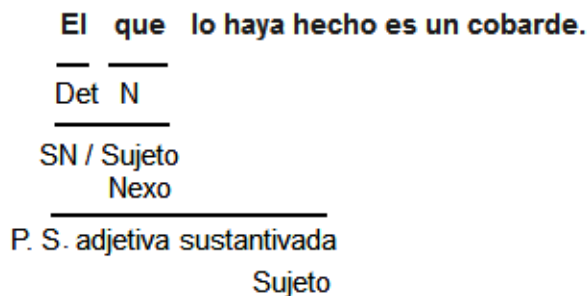 El que lo haya hecho es un cobarde.
Det N
SN / Sujeto
Nexo
P. S. adjetiva sustantivada
Sujeto